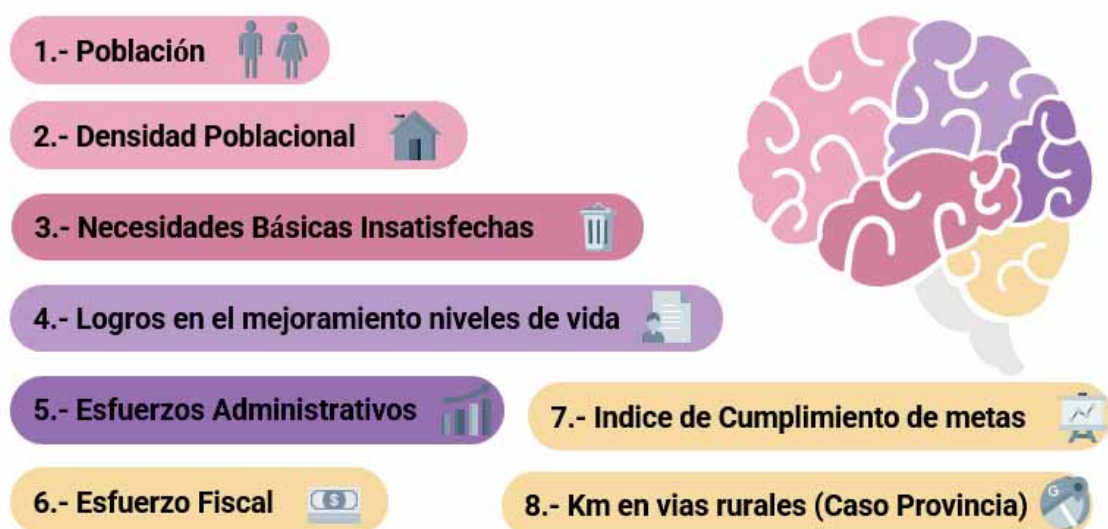 1.- Población
2.- Densidad Poblacional
3.- Necesidades Básicas Insatisfechas
4.- Logros en el mejoramiento niveles de vida
5.- Esfuerzos Administrativos
6.- Esfuerzo Fiscal
$
7.- Indice de Cumplimiento de metas
8.- Km en vias rurales (Caso Provincia)
G